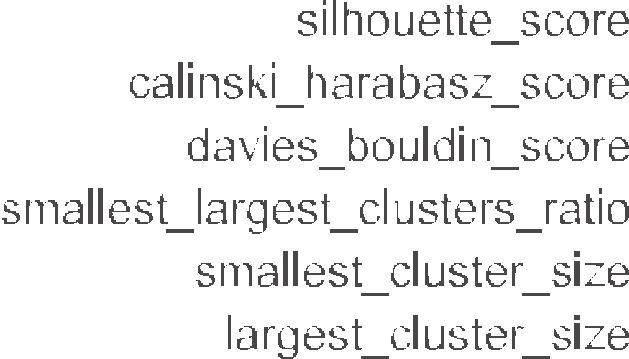 silhouette_score
calinski_harabasz_score
davies_bouldin_score
smallest_largest_clusters_ratio
smallest_cluster_size
largest_cluster_size